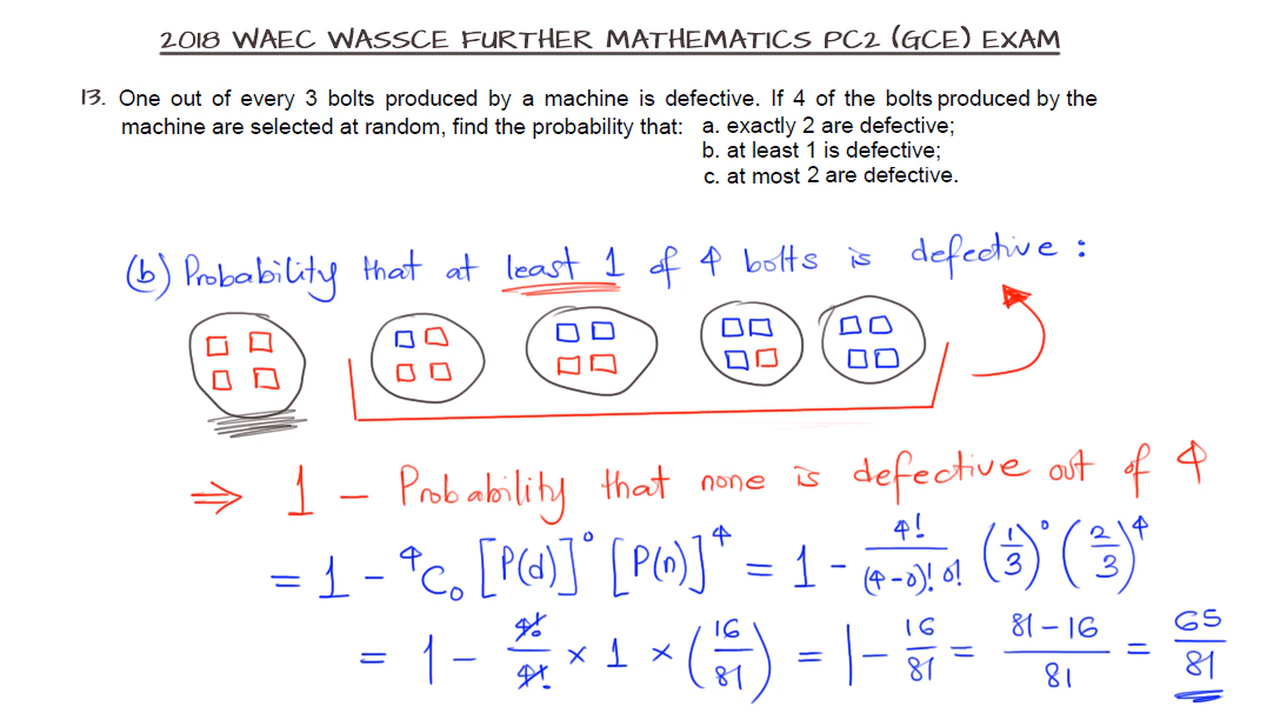 2018 WAEC WASSCE FURTHER MATHEMATICS PC2 (GCE) EXAM
13. One out of every 3 bolts produced by a machine is defective. If 4 of the bolts produced by the
machine are selected at random, find the probability that: a. exactly 2 are defective;
b. at least 1 is defective;
c. at most 2 are defective.
(b) Probability that at least 1 of 4 bolts is defective :
⇒ 1 - Probability that none is defective out of 4
= 1 - ⁴C₀ [P(d)]⁰ [P(n)]⁴ = 1 - 4!/(4-0)! 0! (1/3)⁰ (2/3)⁴
= 1 - 4!/4! × 1 × (16/81) = 1 - 16/81 = 81-16/81 = 65/81